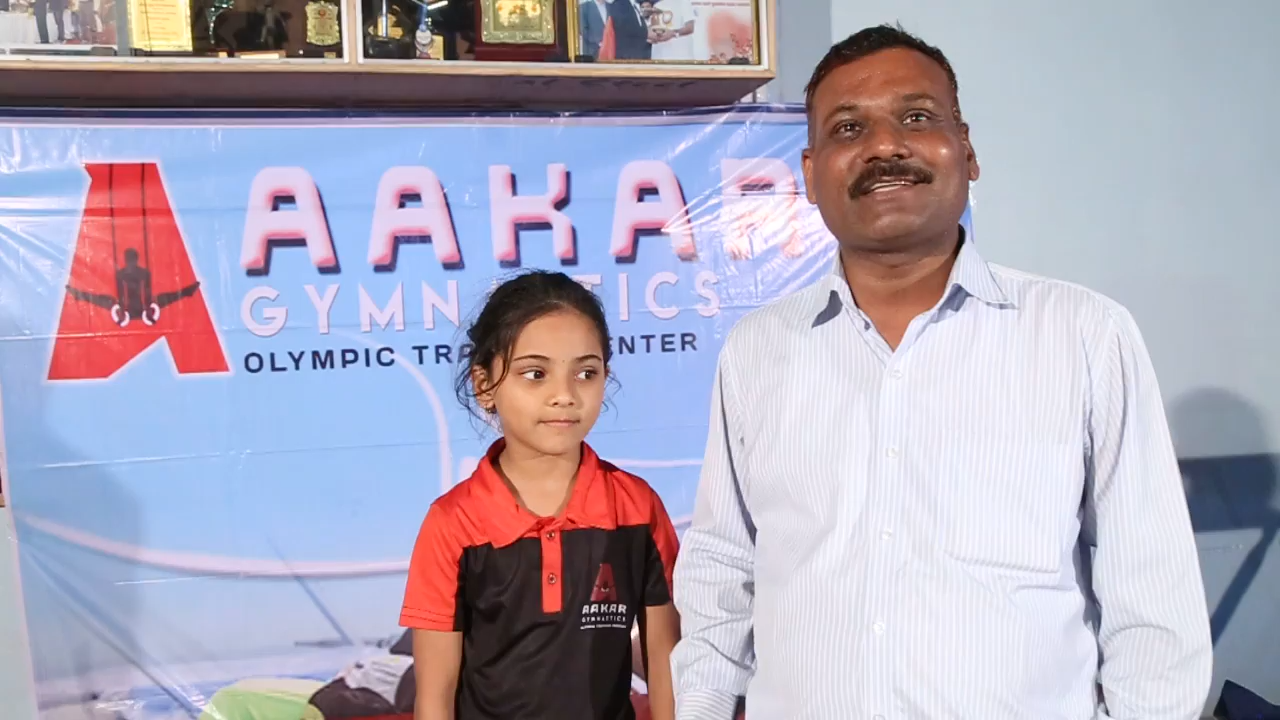 AAKAR
GYMN TICS
OLYMPIC TRA ENTER
AAKAR
GYMNASTICS